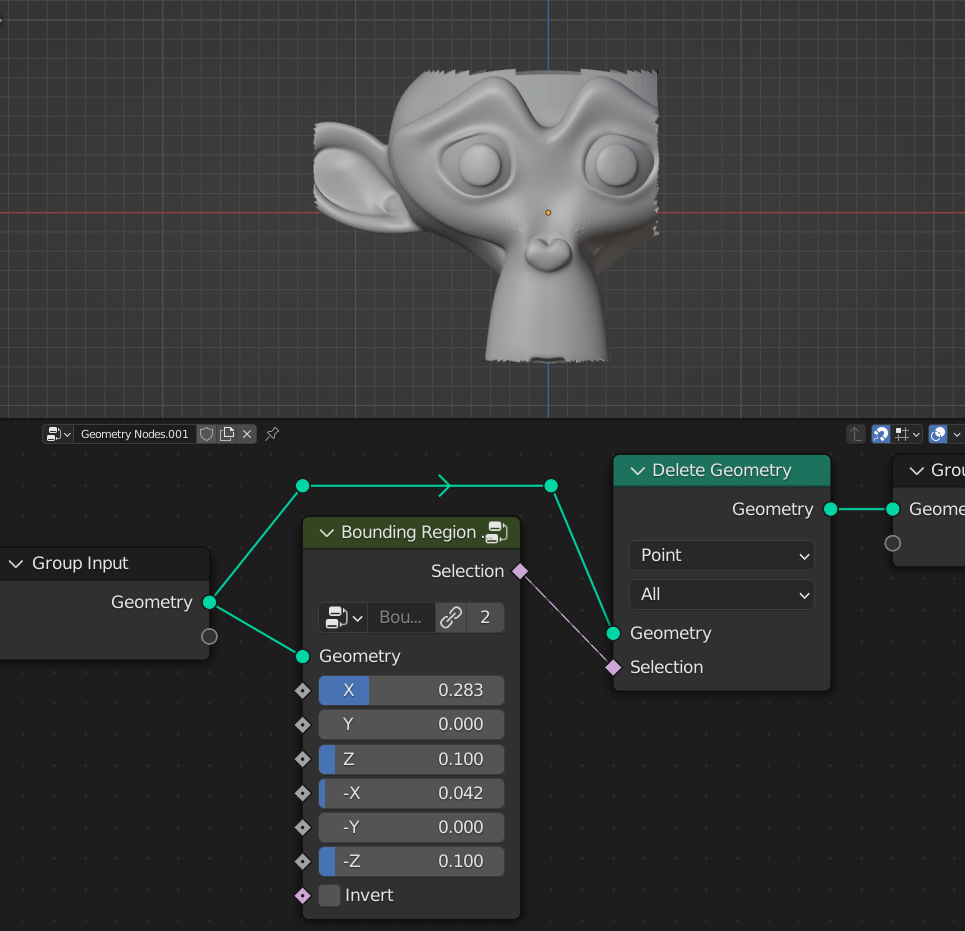 Geometry Nodes.001
Group Input
Geometry
Bounding Region .
Selection
Bou...
2
Geometry
X 0.283
Y 0.000
Z 0.100
-X 0.042
-Y 0.000
-Z 0.100
Invert
Delete Geometry
Geometry
Point
All
Geometry
Selection
Grou
Geome